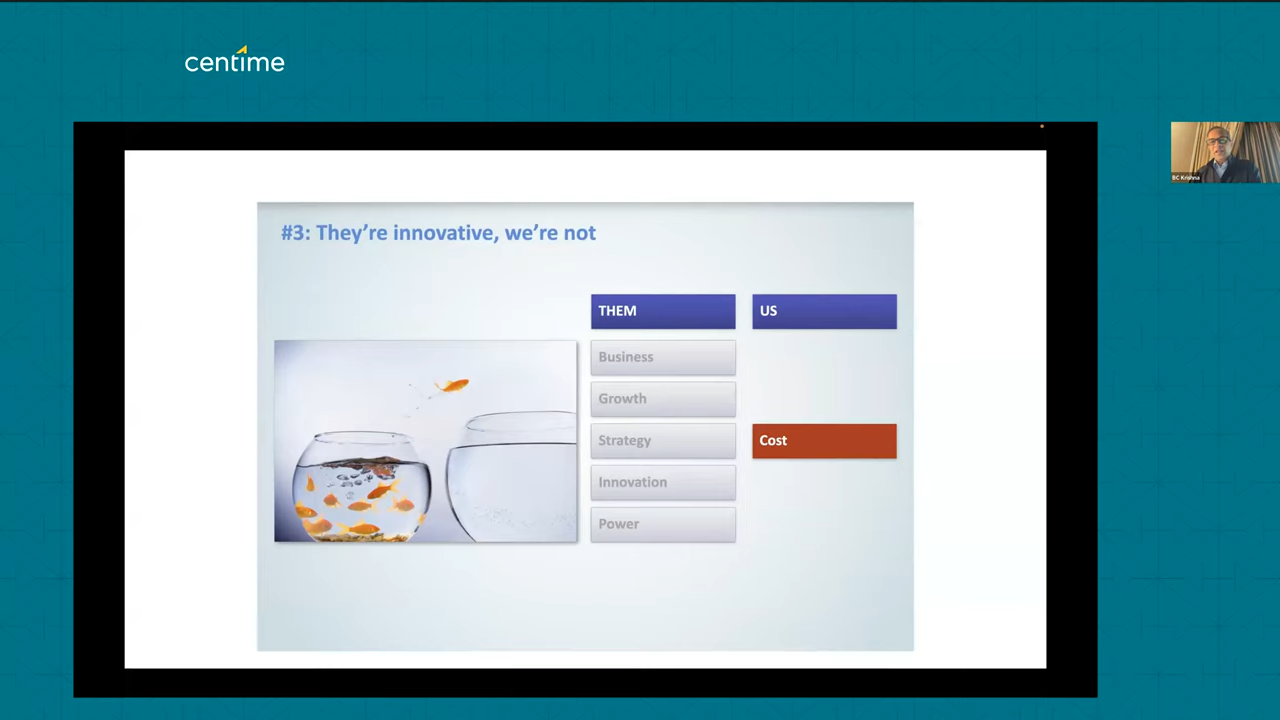 centime
BC Krishna
#3: They're innovative, we're not
THEM
US
Business
Growth
Strategy
Cost
Innovation
Power